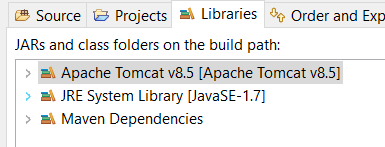 Source Projects Libraries Order and Exp
JARs and class folders on the build path:
Apache Tomcat v8.5 [Apache Tomcat v8.5]
JRE System Library [JavaSE-1.7]
Maven Dependencies